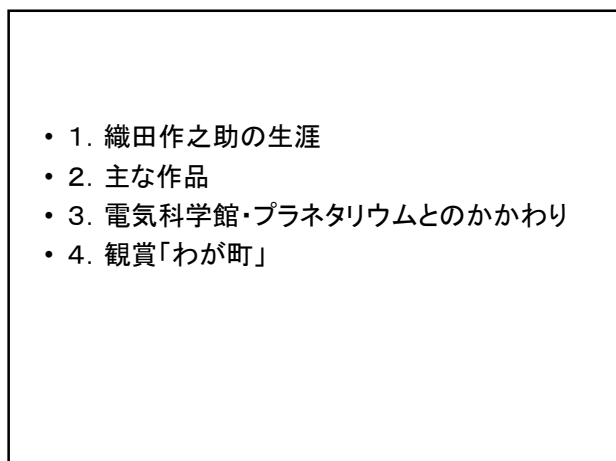 • １．織田作之助の生涯
• ２．主な作品
• ３．電気科学館・プラネタリウムとのかかわり
• ４．観賞「わが町」